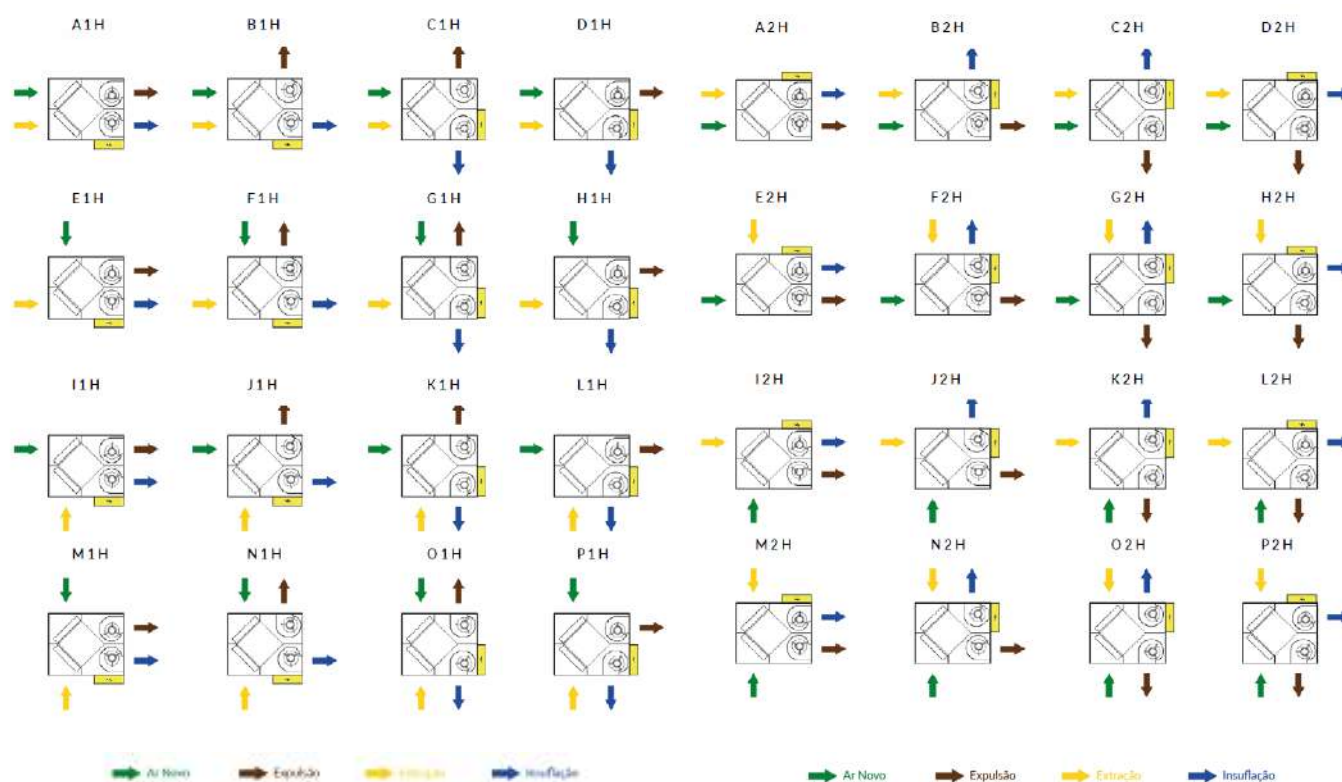 A1H B1H C1H D1H A2H B2H C2H D2H
E1H F1H G1H H1H E2H F2H G2H H2H
I1H J1H K1H L1H I2H J2H K2H L2H
M1H N1H O1H P1H M2H N2H O2H P2H
Ar Novo Expulsão Extração Insuflação Ar Novo Expulsão Extração Insuflação